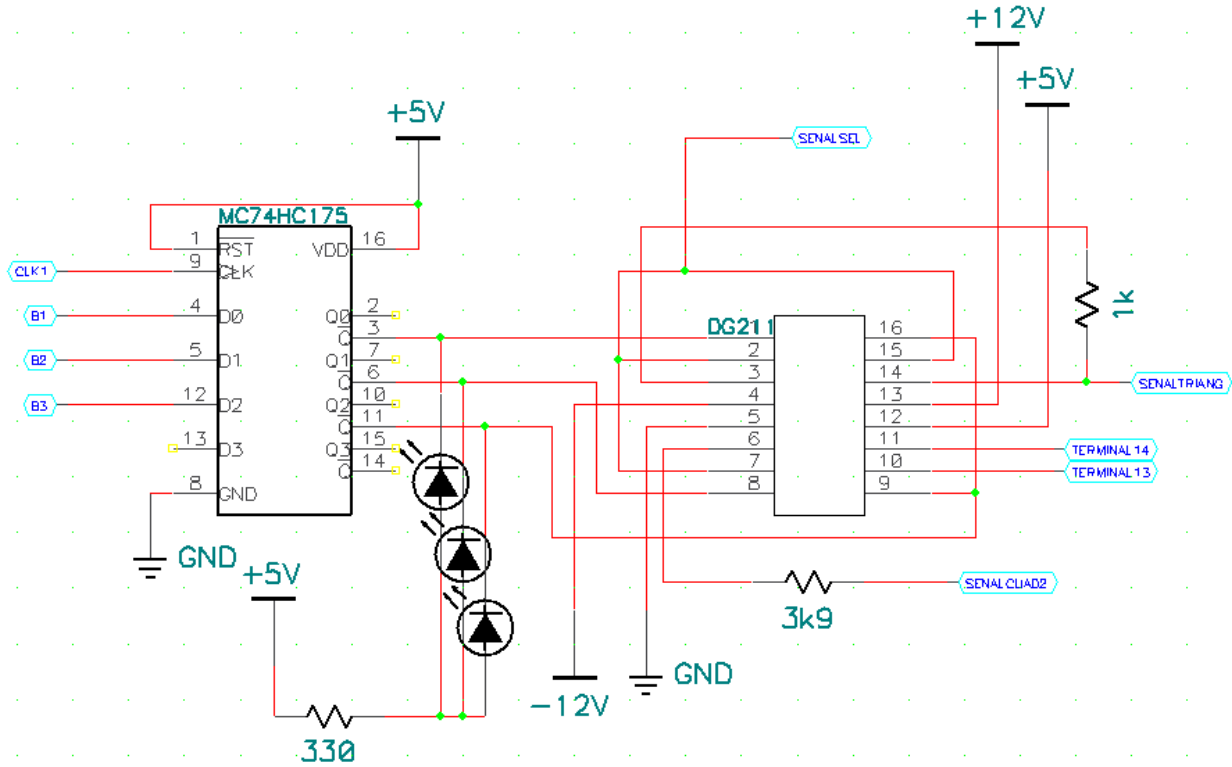 +12V
+5V
+5V
SENALSEL
MC74HC175
1
RST
VDD
16
9
CLK
CLK1
B1
4
D0
Q0
2
Q
3
B2
5
D1
Q1
7
Q
6
B3
12
D2
Q2
10
Q
11
13
D3
Q3
15
Q
14
8
GND
GND
DG211
2
3
4
5
6
7
8
16
15
14
13
12
11
10
9
1k
SENALTRIANG
TERMINAL14
TERMINAL13
SENALCUAD2
3k9
+5V
330
-12V
GND